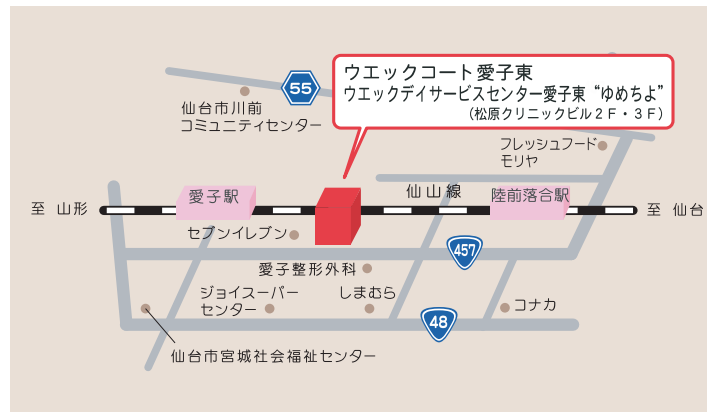 ウエックコート愛子東
ウエックデイサービスセンター愛子東“ゆめちよ”
(松原クリニックビル2F・3F)
55
仙台市川前
コミュニティセンター
フレッシュフード
モリヤ
仙山線
愛子駅
陸前落合駅
至 山形
至 仙台
セブンイレブン
457
愛子整形外科
ジョイスーパー
センター
しまむら
コナカ
48
仙台市宮城社会福祉センター